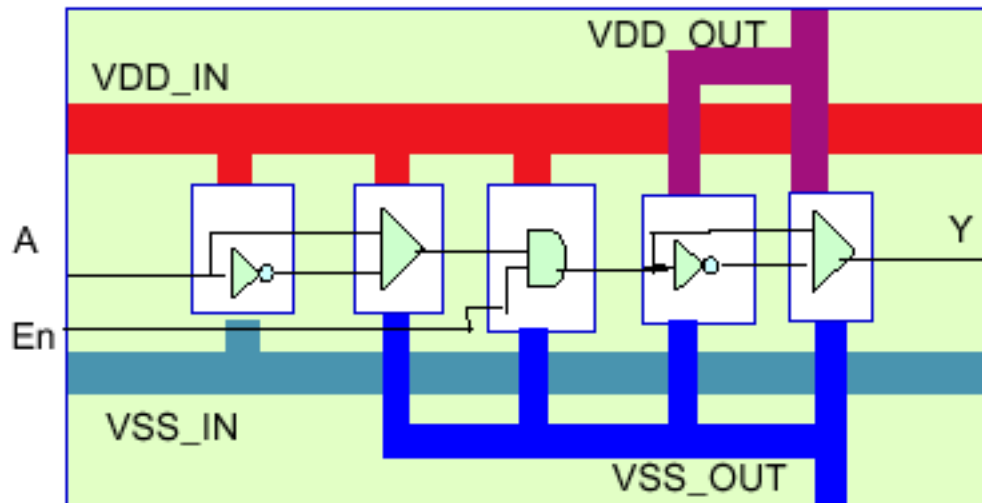 VDD_OUT
VDD_IN
A
Y
En
VSS_IN
VSS_OUT